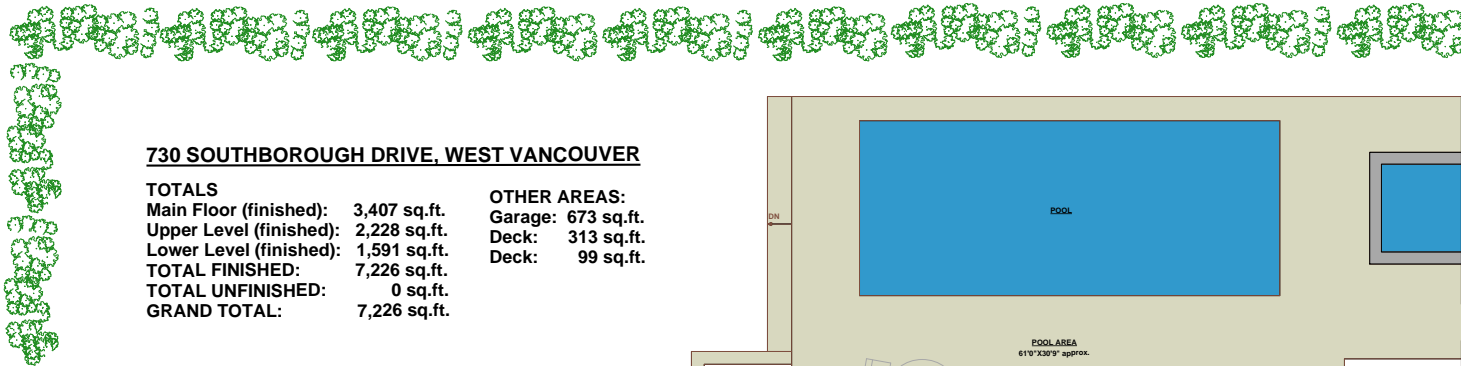 730 SOUTHBOROUGH DRIVE, WEST VANCOUVER
TOTALS
Main Floor (finished): 3,407 sq.ft.
Upper Level (finished): 2,228 sq.ft.
Lower Level (finished): 1,591 sq.ft.
TOTAL FINISHED: 7,226 sq.ft.
TOTAL UNFINISHED: 0 sq.ft.
GRAND TOTAL: 7,226 sq.ft.
OTHER AREAS:
Garage: 673 sq.ft.
Deck: 313 sq.ft.
Deck: 99 sq.ft.
DN
POOL
POOL AREA
61'0"X30'9" approx.